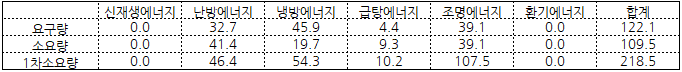 신재생에너지 난방에너지 냉방에너지 급탕에너지 조명에너지 환기에너지 합계
요구량 0.0 32.7 45.9 4.4 39.1 0.0 122.1
소요량 0.0 41.4 19.7 9.3 39.1 0.0 109.5
1차소요량 0.0 46.4 54.3 10.2 107.5 0.0 218.5